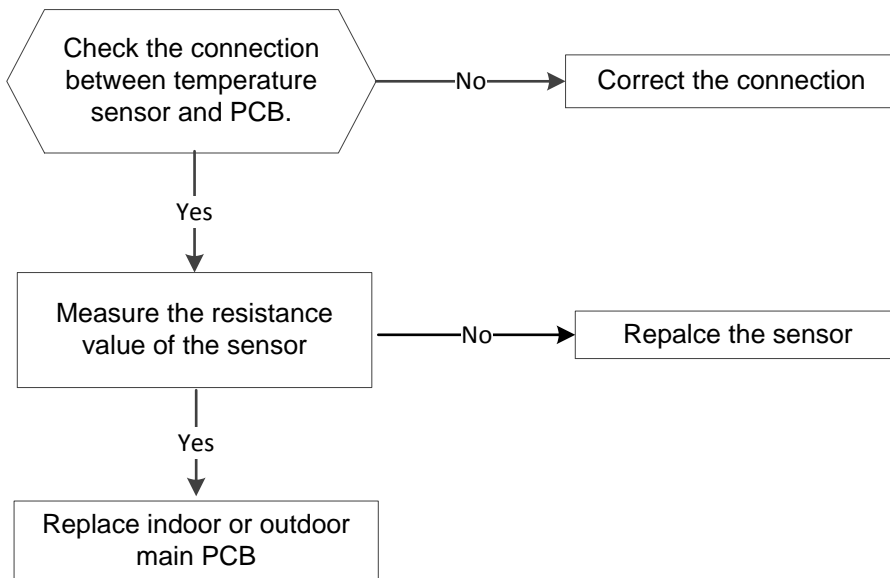 Check the connection
between temperature
sensor and PCB.
No
Correct the connection
Yes
Measure the resistance
value of the sensor
No
Repalce the sensor
Yes
Replace indoor or outdoor
main PCB